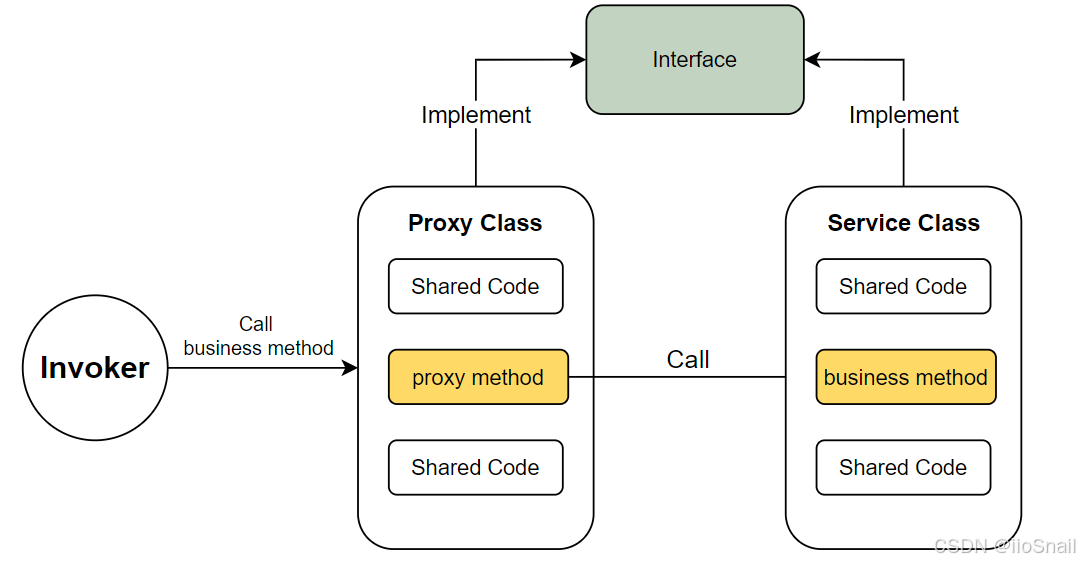 Interface
Implement
Implement
Proxy Class
Service Class
Shared Code
Shared Code
Call
business method
Invoker
proxy method
Call
business method
Shared Code
Shared Code
CSDN @iioSnail